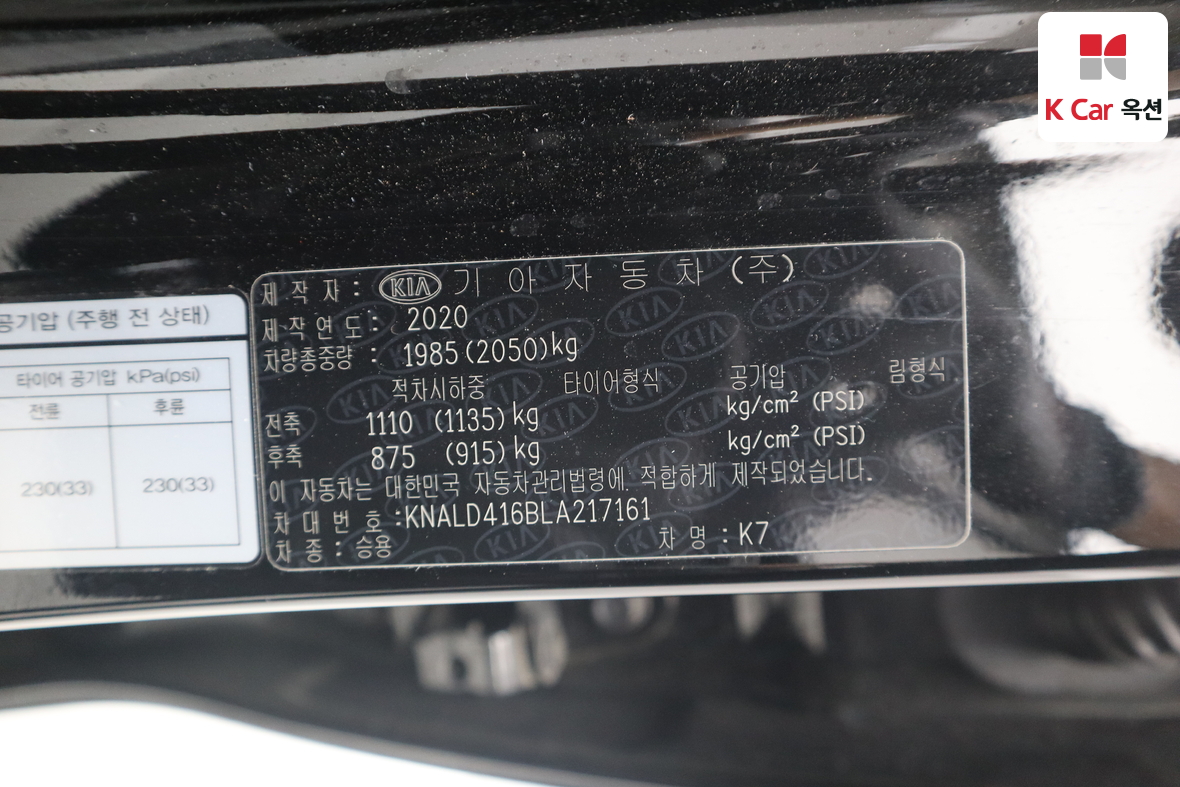 K Car 옥션
공기압 (주행 전 상태)
타이어 공기압 kPa(psi)
전륜 후륜
230(33) 230(33)
제작자: KIA 기아자동차 (주)
제작연도: 2020
차량총중량 : 1985(2050)kg
적차시하중 타이어형식 공기압 림형식
전축 1110 (1135)kg kg/cm² (PSI)
후축 875 (915)kg kg/cm² (PSI)
이 자동차는 대한민국 자동차관리법령에 적합하게 제작되었습니다.
차대번호:KNALD416BLA217161
차종: 승용 차명 : K7